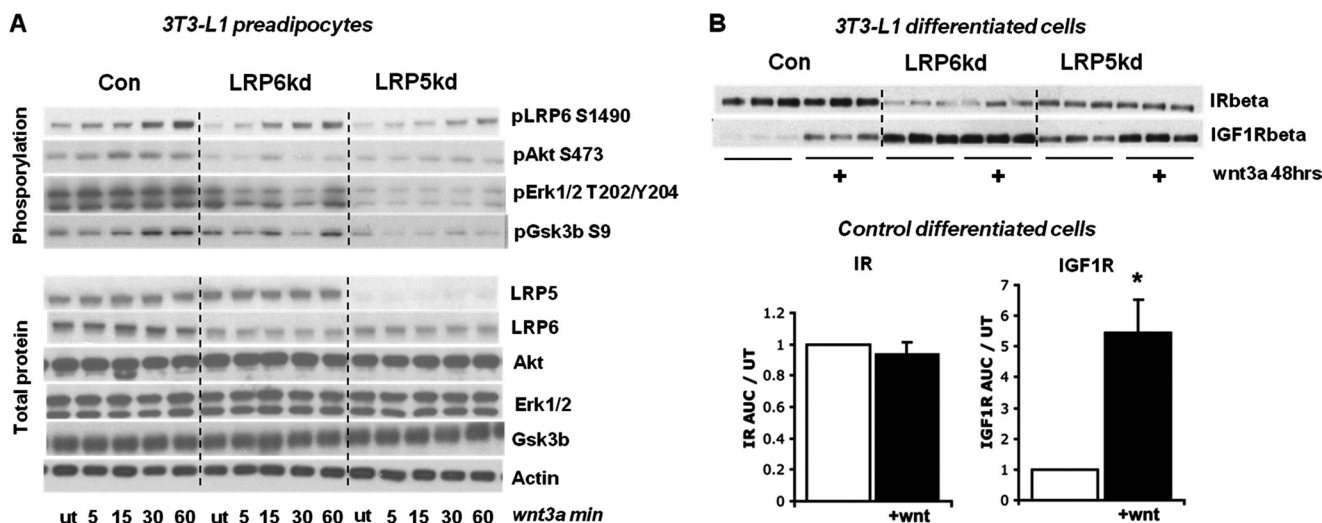 A
3T3-L1 preadipocytes
Con LRP6kd LRP5kd
Phosporylation
pLRP6 S1490
pAkt S473
pErk1/2 T202/Y204
pGsk3b S9
Total protein
LRP5
LRP6
Akt
Erk1/2
Gsk3b
Actin
ut 5 15 30 60 ut 5 15 30 60 ut 5 15 30 60 wnt3a min
B
3T3-L1 differentiated cells
Con LRP6kd LRP5kd
IRbeta
IGF1Rbeta
+ + + wnt3a 48hrs
Control differentiated cells
IR
IR AUC / UT
1.2
1
0.8
0.6
0.4
0.2
0
+wnt
IGF1R
IGF1R AUC / UT
7
6
5
4
3
2
1
0
*
+wnt